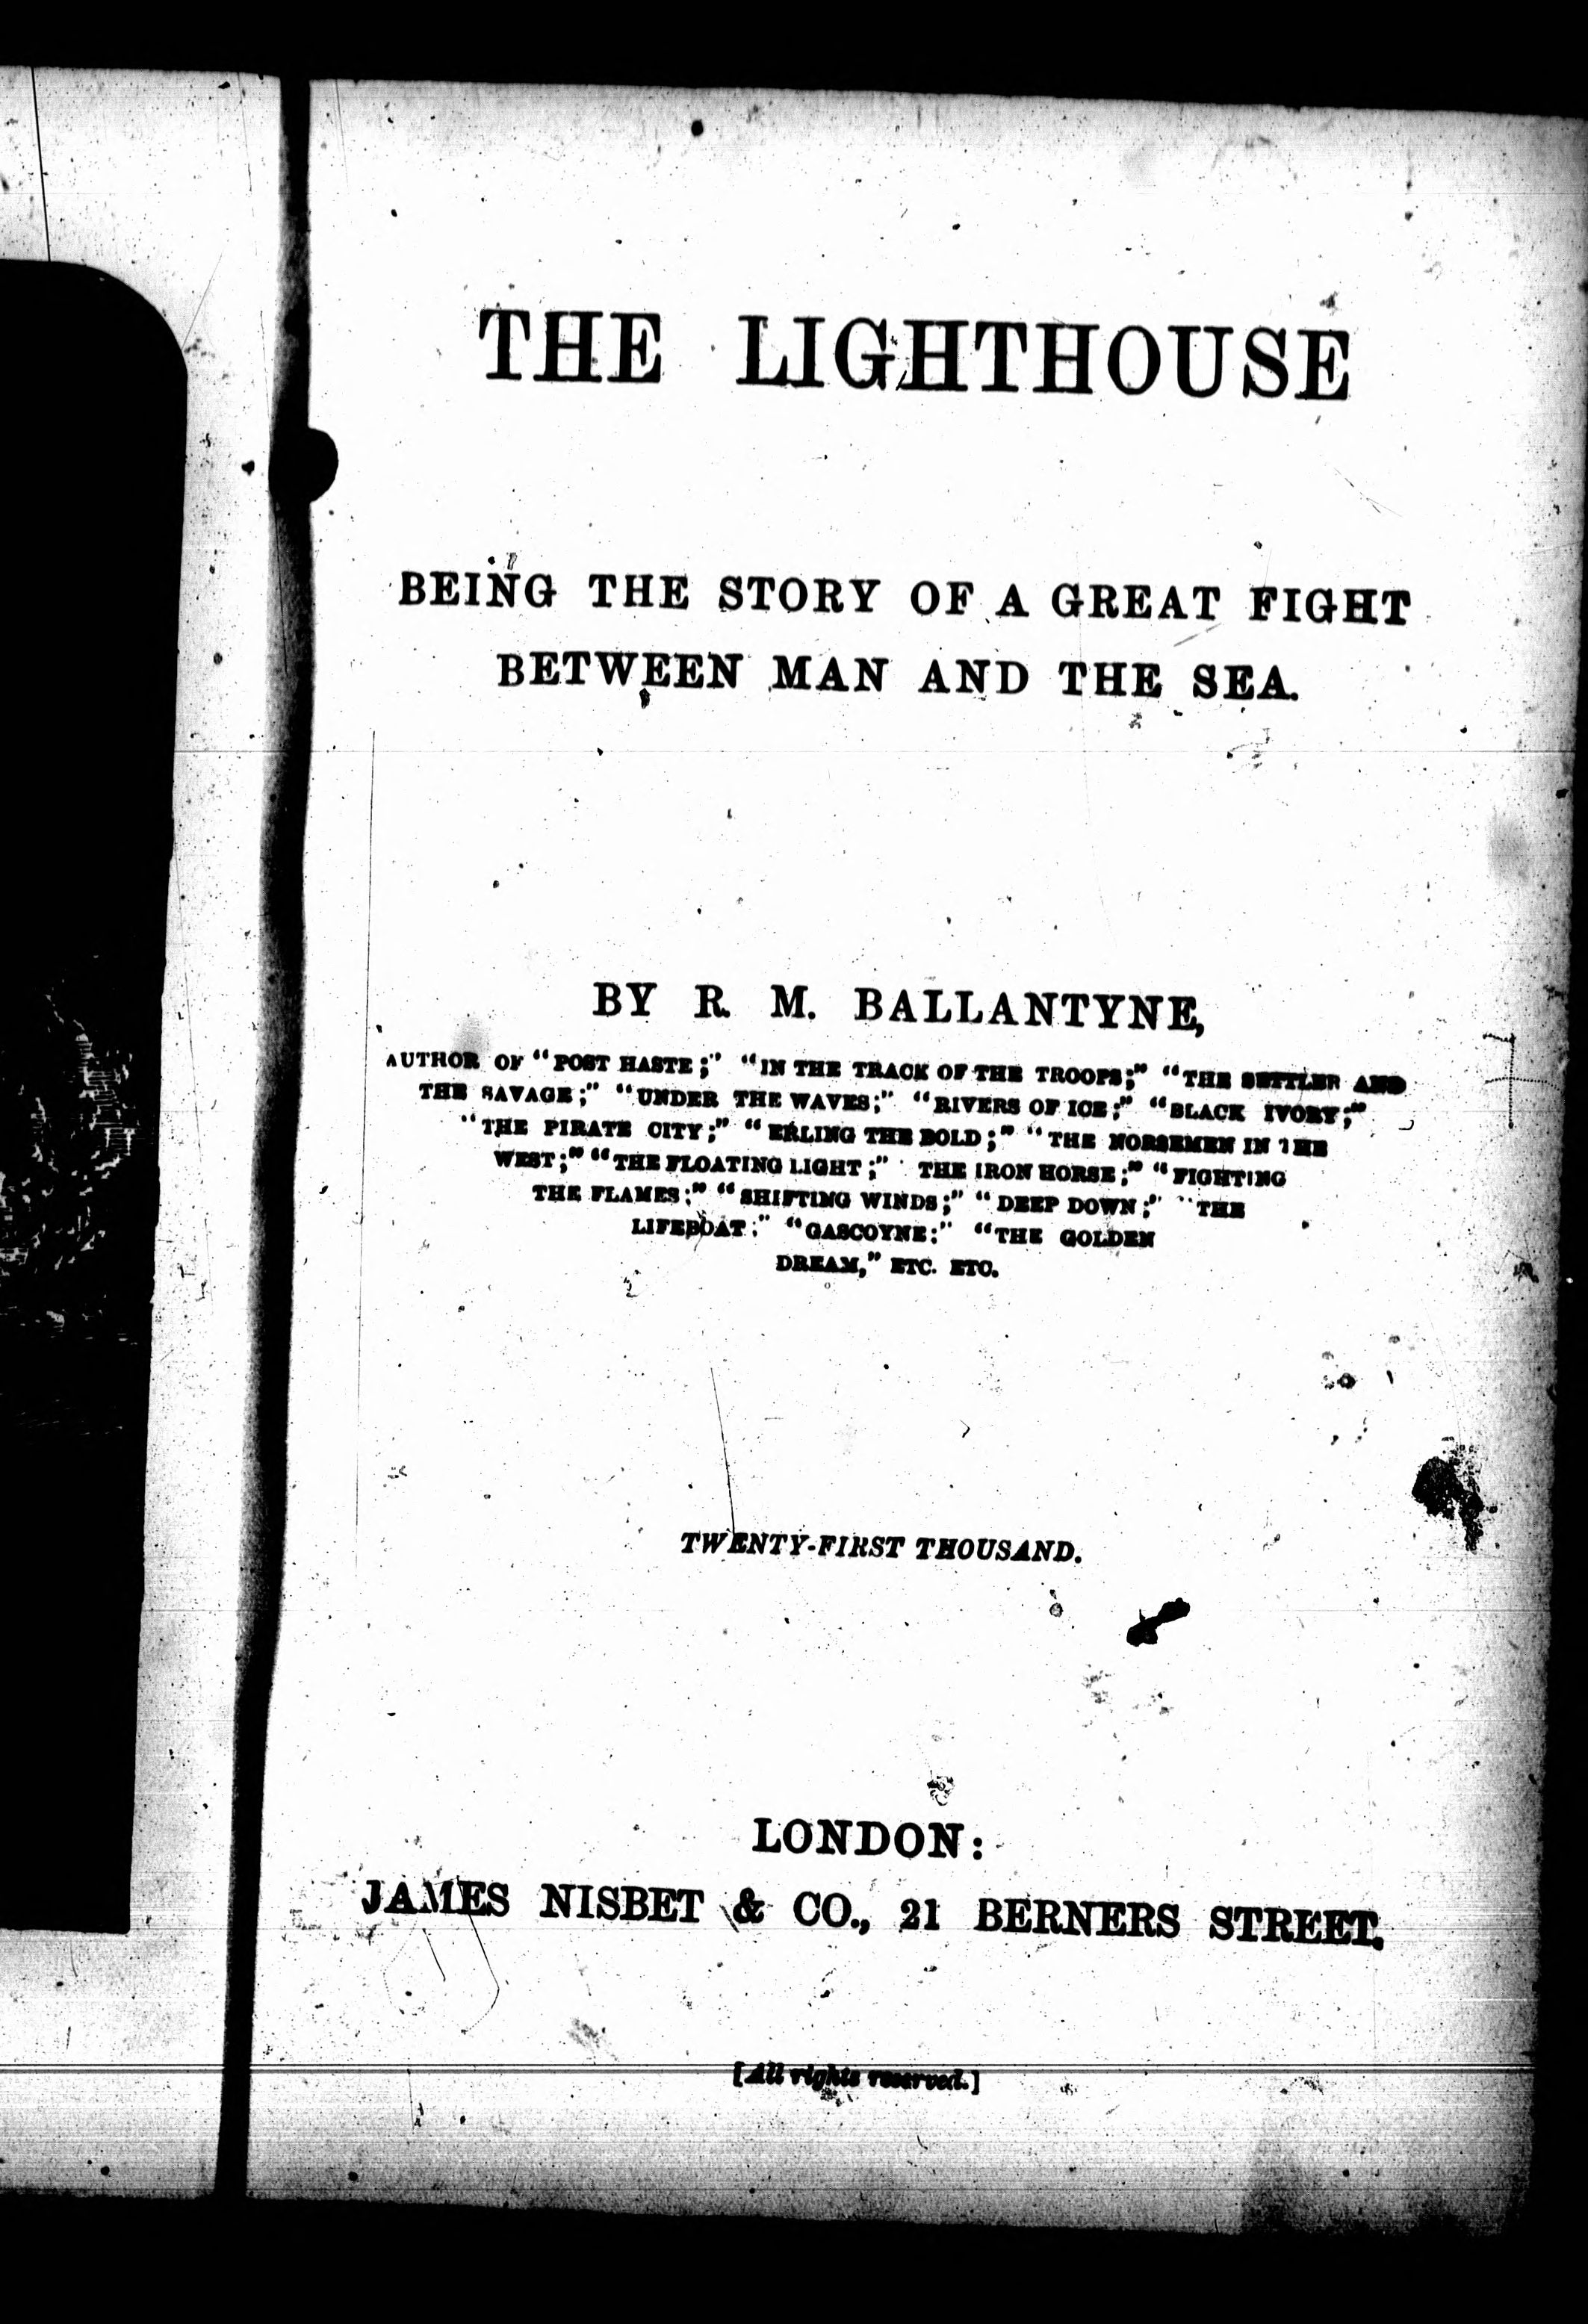 THE LIGHTHOUSE
BEING THE STORY OF A GREAT FIGHT
BETWEEN MAN AND THE SEA.
BY R. M. BALLANTYNE,
AUTHOR OF "POST HASTE;" "IN THE TRACK OF THE TROOPS;" "THE SETTLER AND
THE SAVAGE;" "UNDER THE WAVES;" "RIVERS OF ICE;" "BLACK IVORY;"
"THE PIRATE CITY;" "ERLING THE BOLD;" "THE NORSEMEN IN THE
WEST;" "THE FLOATING LIGHT;" THE IRON HORSE;" "FIGHTING
THE FLAMES;" "SHIFTING WINDS;" "DEEP DOWN;" "THE
LIFEBOAT;" "GASCOYNE;" "THE GOLDEN
DREAM," ETC. ETC.
TWENTY-FIRST THOUSAND.
LONDON:
JAMES NISBET & CO., 21 BERNERS STREET.
[All rights reserved.]